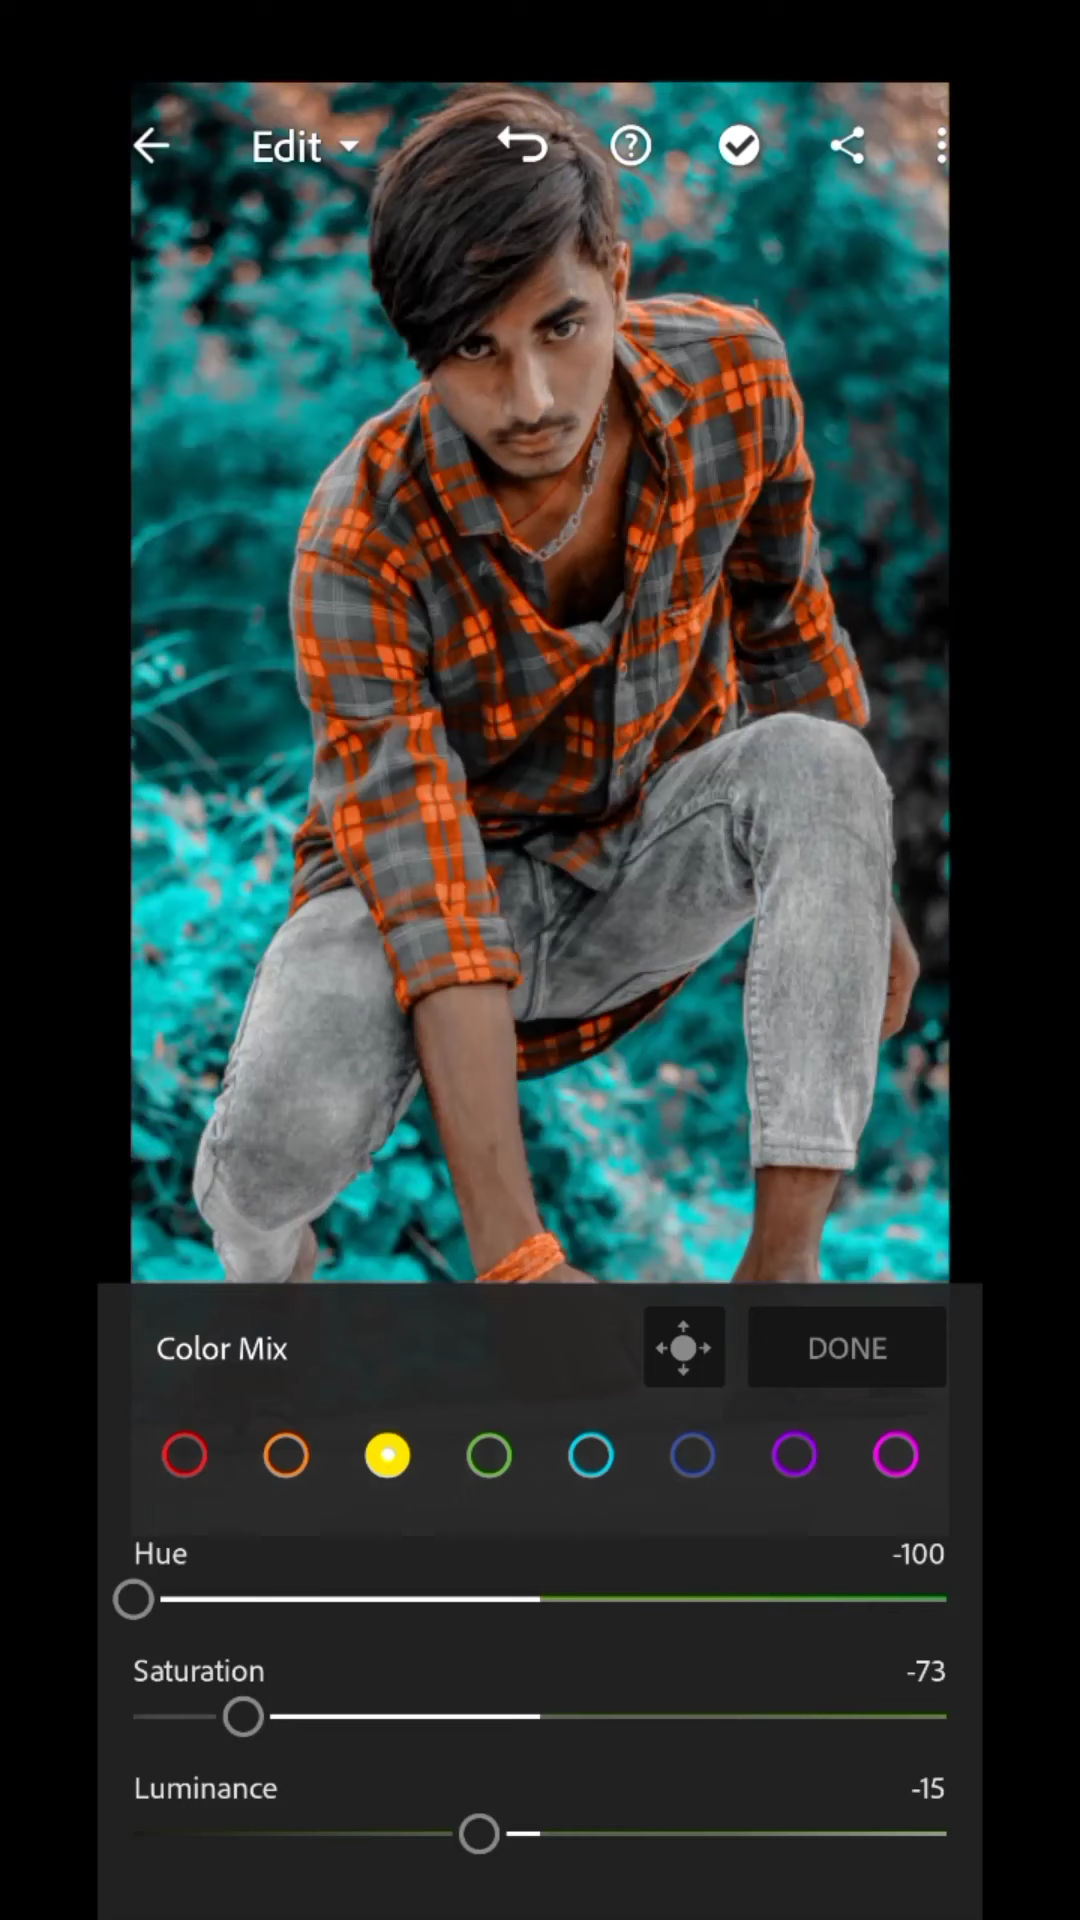 Edit
Color Mix
DONE
Hue -100
Saturation -73
Luminance -15